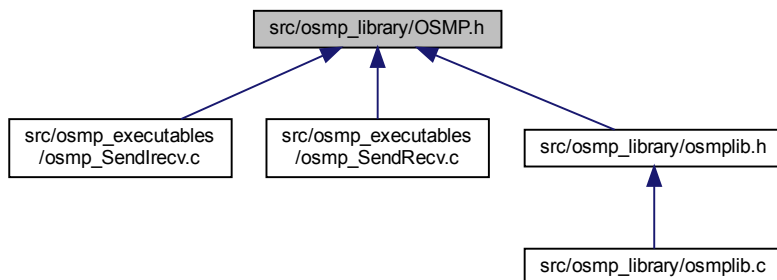 src/osmp_library/OSMP.h
src/osmp_executables
/osmp_SendIrecv.c
src/osmp_executables
/osmp_SendRecv.c
src/osmp_library/osmplib.h
src/osmp_library/osmplib.c